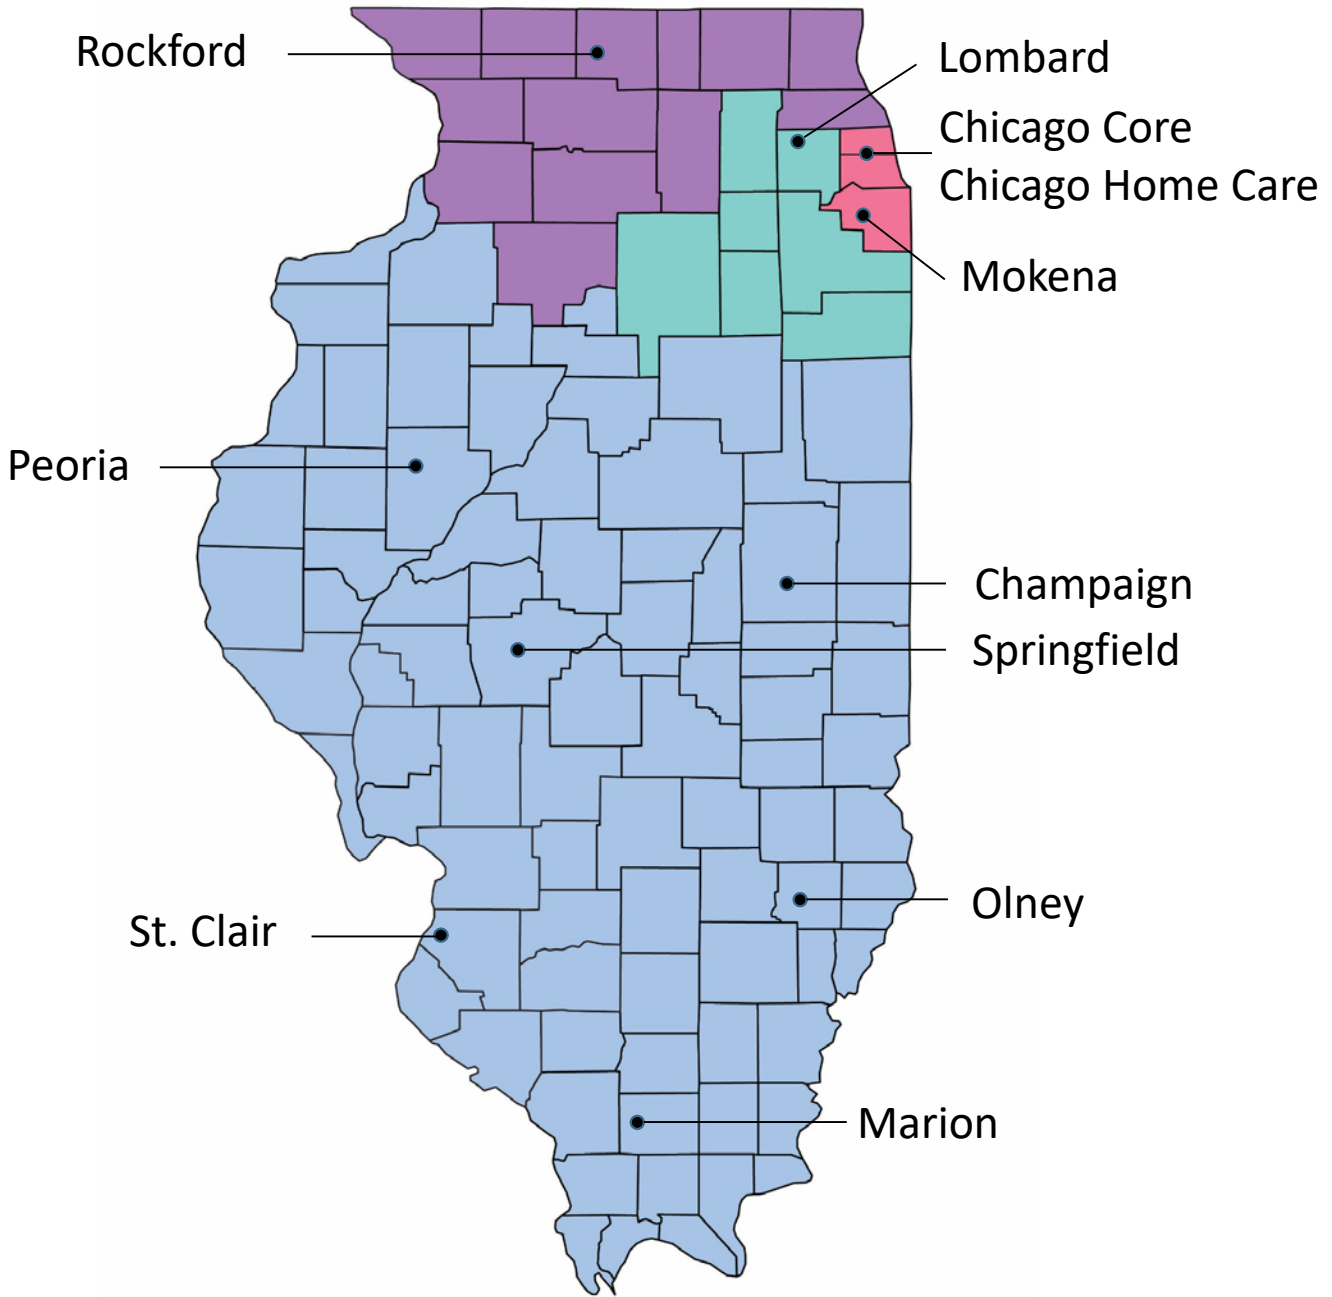 Rockford
Lombard
Chicago Core
Chicago Home Care
Mokena
Peoria
Champaign
Springfield
Olney
St. Clair
Marion